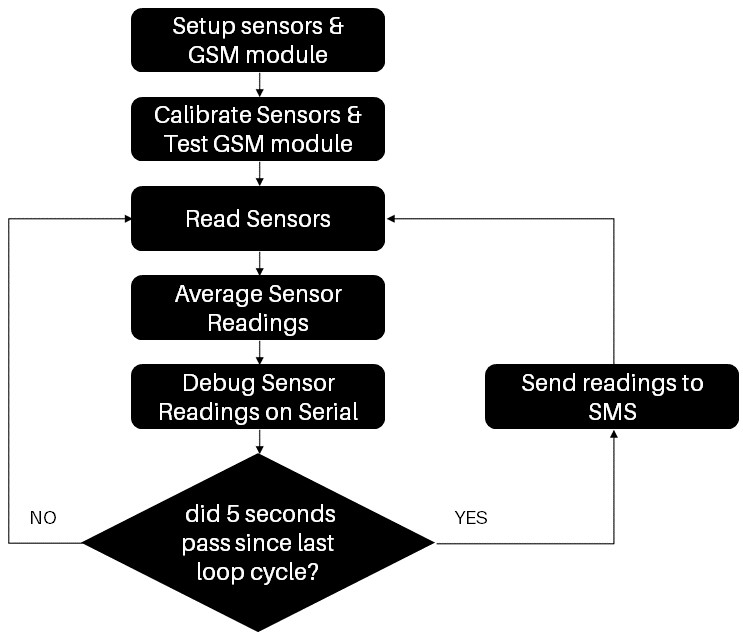 Setup sensors &
GSM module
Calibrate Sensors &
Test GSM module
Read Sensors
Average Sensor
Readings
Debug Sensor
Readings on Serial
Send readings to
SMS
did 5 seconds
pass since last
loop cycle?
NO
YES